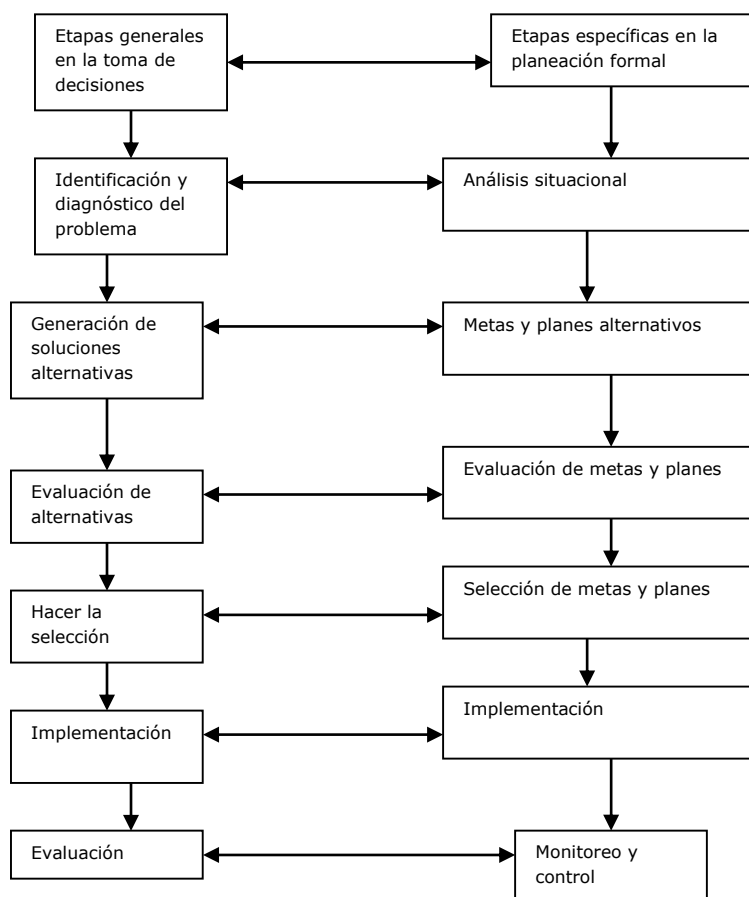 Etapas generales
en la toma de
decisiones
Etapas específicas en la
planeación formal
Identificación y
diagnóstico del
problema
Análisis situacional
Generación de
soluciones
alternativas
Metas y planes alternativos
Evaluación de
alternativas
Evaluación de metas y planes
Hacer la
selección
Selección de metas y planes
Implementación
Implementación
Evaluación
Monitoreo y
control